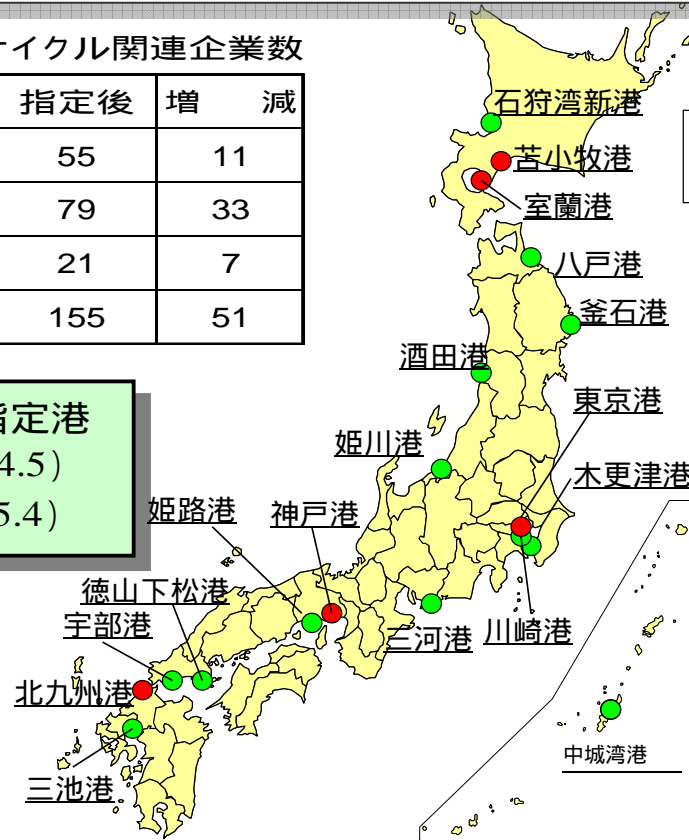 イクル関連企業数
指定後 増 減
55 11
79 33
21 7
155 51
指定港
4.5）
5.4）
石狩湾新港
苫小牧港
室蘭港
八戸港
釜石港
酒田港
東京港
姫川港
木更津港
姫路港
神戸港
徳山下松港
宇部港
三河港
川崎港
北九州港
中城湾港
三池港